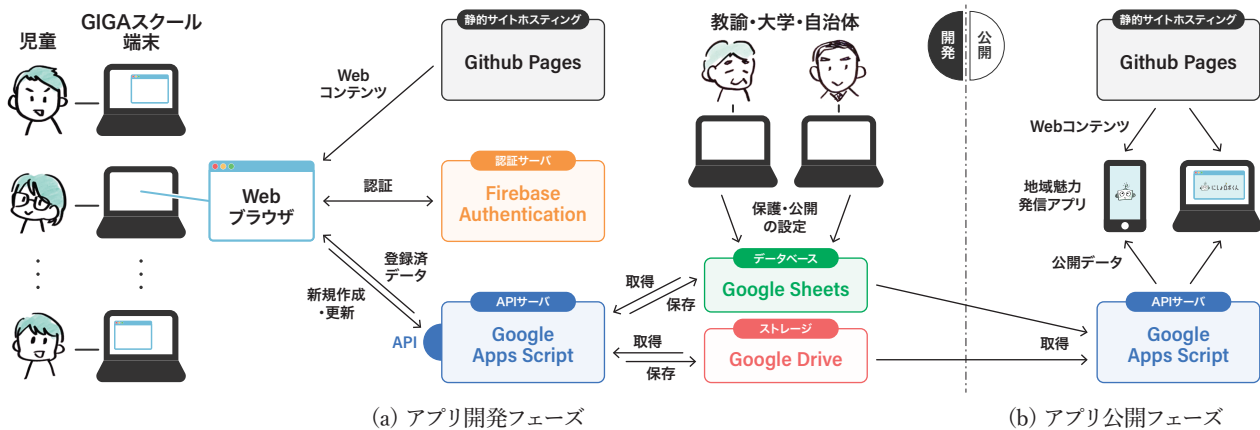 児童
GIGAスクール
端末
Web
コンテンツ
静的サイトホスティング
Github Pages
Web
ブラウザ
認証
認証サーバ
Firebase
Authentication
登録済
データ
新規作成
・更新
API
APIサーバ
Google
Apps Script
教諭・大学・自治体
保護・公開
の設定
取得
保存
データベース
Google Sheets
取得
保存
ストレージ
Google Drive
(a) アプリ開発フェーズ
開発
公開
静的サイトホスティング
Github Pages
Webコンテンツ
地域魅力
発信アプリ
公開データ
取得
APIサーバ
Google
Apps Script
(b) アプリ公開フェーズ